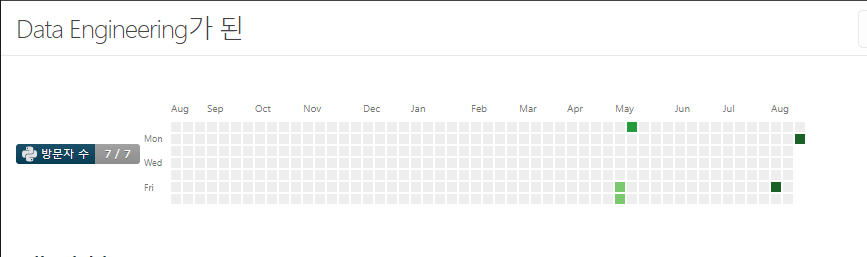 Data Engineering가 된
Aug Sep Oct Nov Dec Jan Feb Mar Apr May Jun Jul Aug
Mon
방문자 수 7 / 7
Wed
Fri